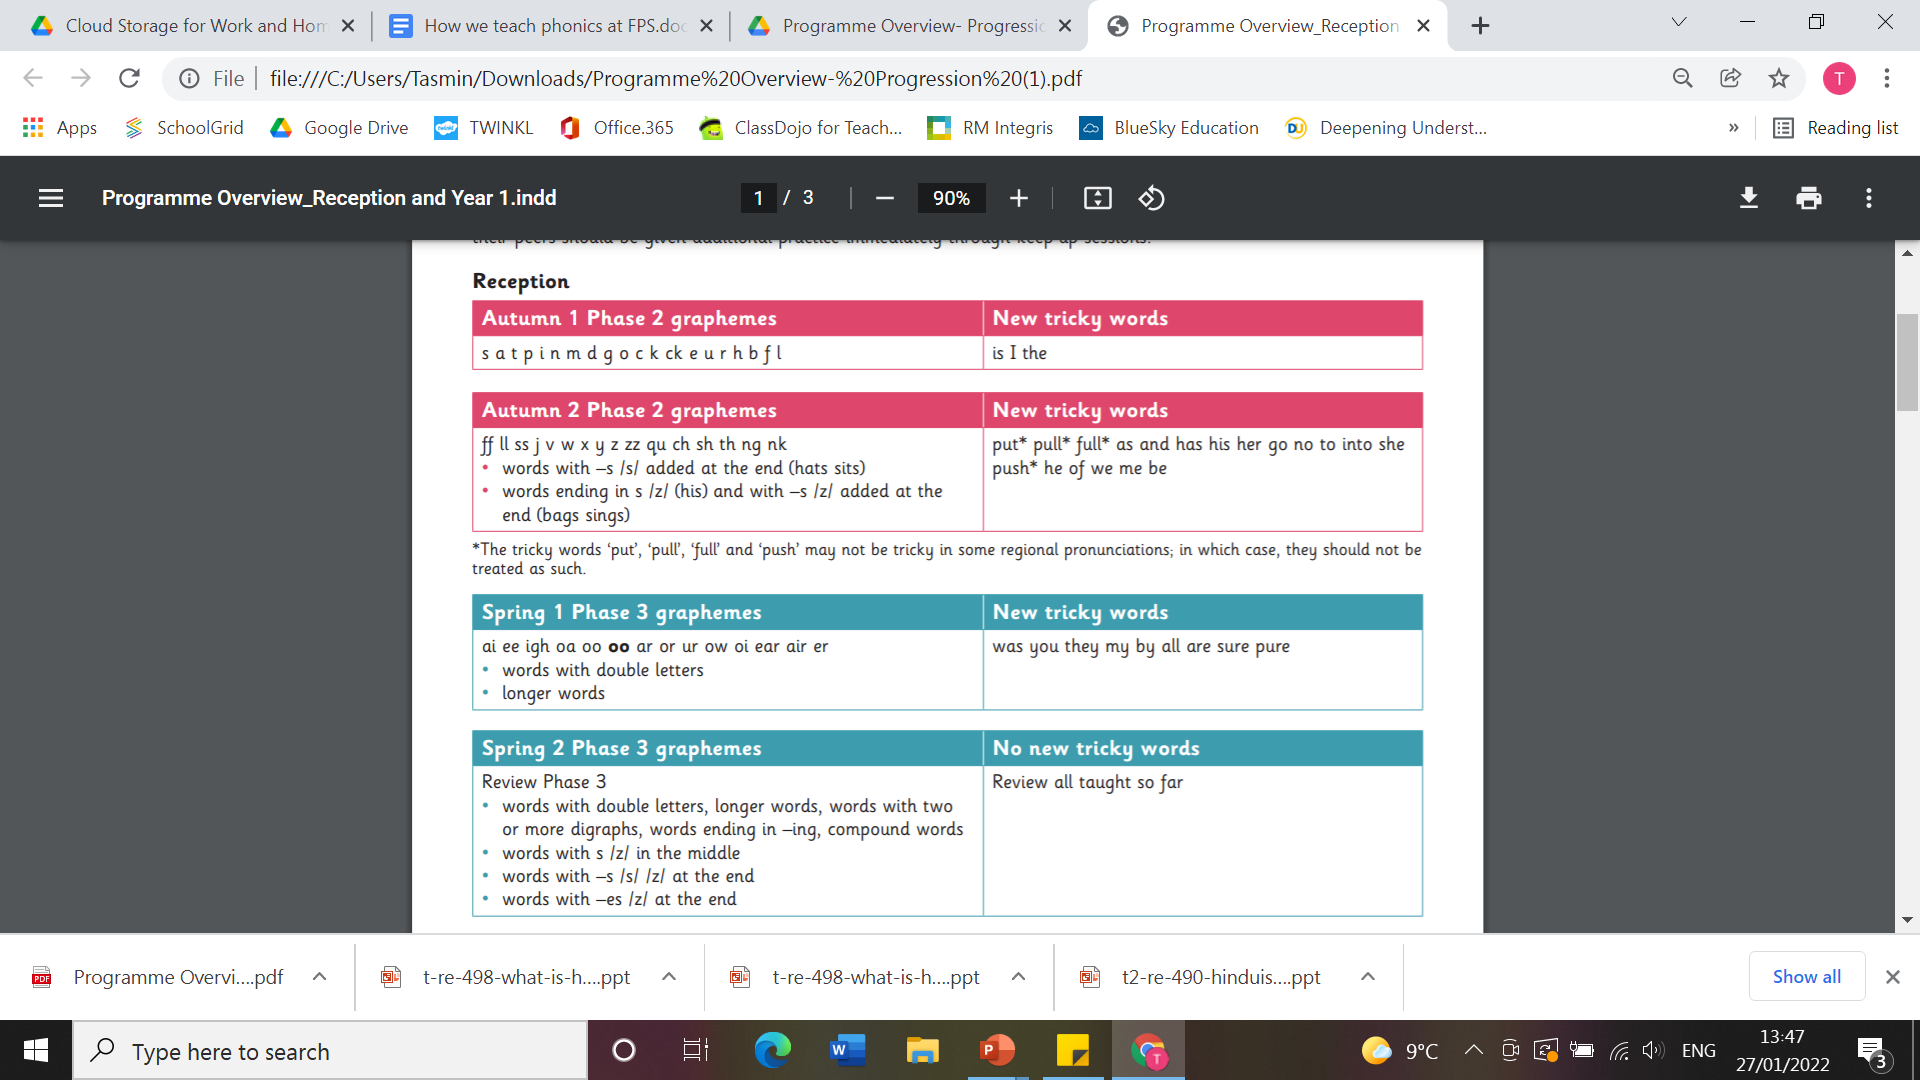 Cloud Storage for Work and Hom
How we teach phonics at FPS.doc
Programme Overview- Progressio
Programme Overview_Reception
File
file:///C:/Users/Tasmin/Downloads/Programme%20Overview-%20Progression%20(1).pdf
T
Apps
SchoolGrid
Google Drive
TWINKL
Office.365
ClassDojo for Teach...
RM Integris
BlueSky Education
Deepening Underst...
»
Reading list
Programme Overview_Reception and Year 1.indd
1 / 3
90%
their peers should be given additional practice immediately through keep-up sessions.
Reception
Autumn 1 Phase 2 graphemes
New tricky words
s a t p i n m d g o c k ck e u r h b f l
is I the
Autumn 2 Phase 2 graphemes
New tricky words
ff ll ss j v w x y z zz qu ch sh th ng nk
• words with –s /s/ added at the end (hats sits)
• words ending in s /z/ (his) and with –s /z/ added at the
end (bags sings)
put* pull* full* as and has his her go no to into she
push* he of we me be
*The tricky words ‘put’, ‘pull’, ‘full’ and ‘push’ may not be tricky in some regional pronunciations; in which case, they should not be
treated as such.
Spring 1 Phase 3 graphemes
New tricky words
ai ee igh oa oo oo ar or ur ow oi ear air er
• words with double letters
• longer words
was you they my by all are sure pure
Spring 2 Phase 3 graphemes
No new tricky words
Review Phase 3
• words with double letters, longer words, words with two
or more digraphs, words ending in –ing, compound words
• words with s /z/ in the middle
• words with –s /s/ /z/ at the end
• words with –es /z/ at the end
Review all taught so far
Programme Overvi....pdf
t-re-498-what-is-h....ppt
t-re-498-what-is-h....ppt
t2-re-490-hinduis....ppt
Show all
Type here to search
9°C
ENG
13:47
27/01/2022
3